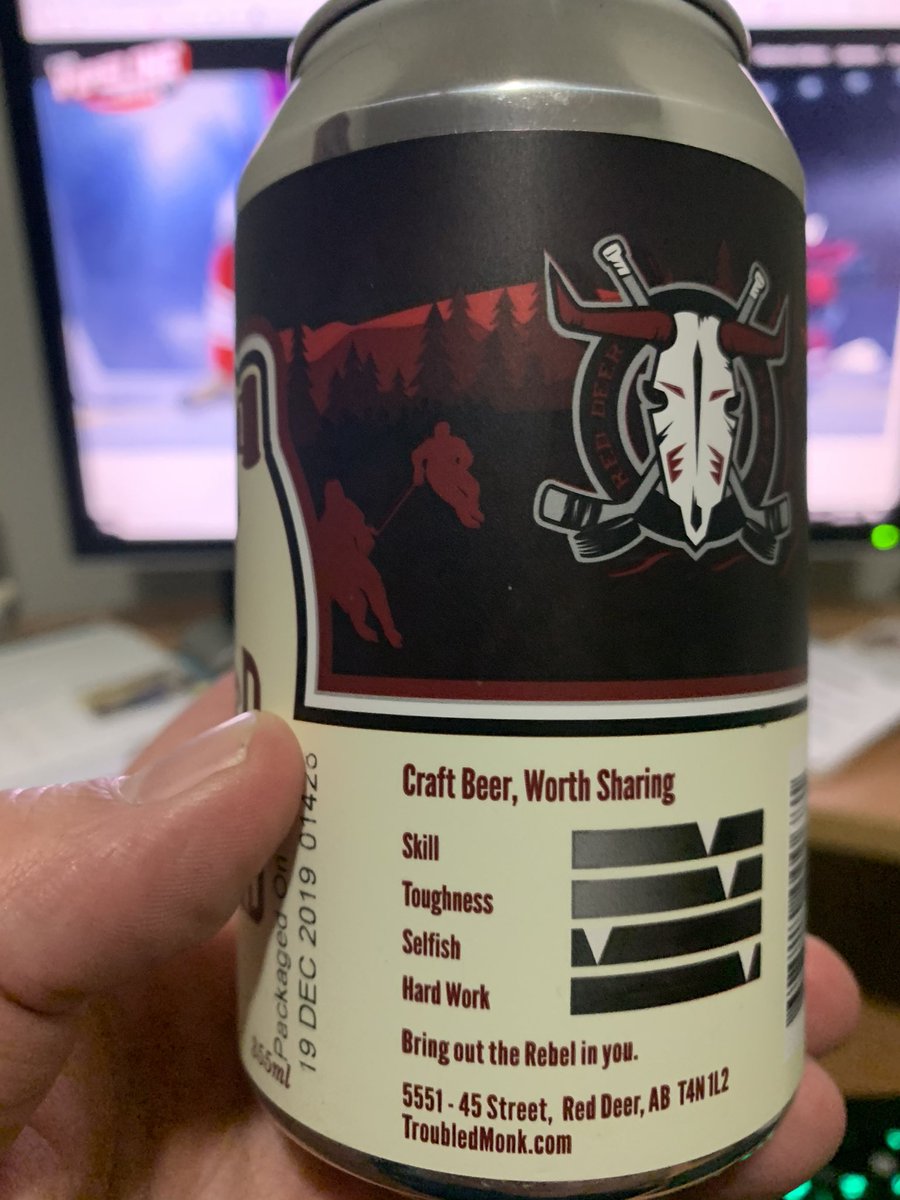 RED DEER
Craft Beer, Worth Sharing
Skill
Toughness
Selfish
Hard Work
Bring out the Rebel in you.
5551 - 45 Street, Red Deer, AB T4N 1L2
TroubledMonk.com
Packaged On
19 DEC 2019 01428
355ml